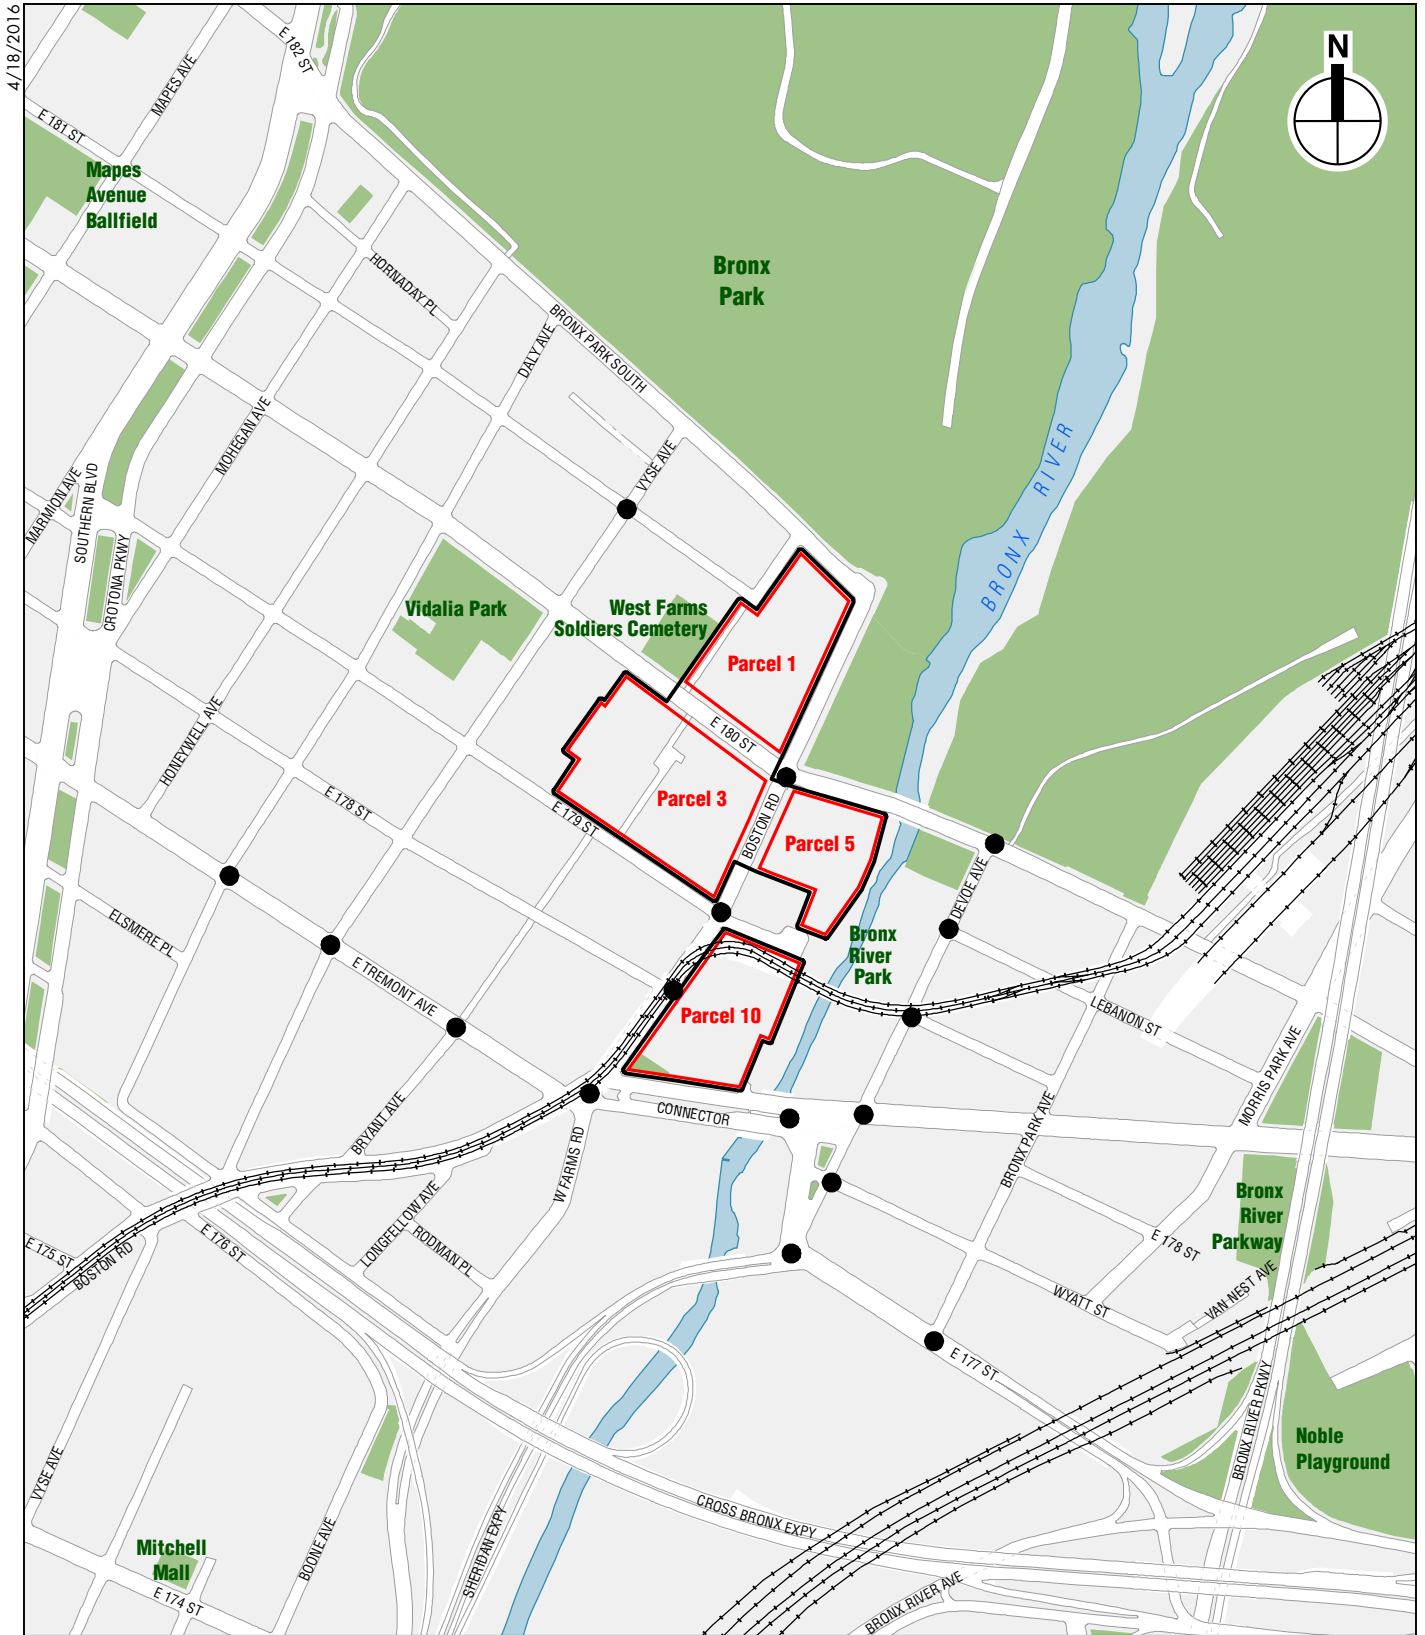 4/18/2016
E 182 ST
N
MAPES AVE
E 181 ST
Mapes
Avenue
Ballfield
HORNADAY PL
Bronx
Park
BRONX PARK SOUTH
DALY AVE
MOHEGAN AVE
VYSE AVE
BRONX RIVER
MARMION AVE
SOUTHERN BLVD
CROTONA PKWY
Vidalia Park
West Farms
Soldiers Cemetery
Parcel 1
E 180 ST
HONEYWELL AVE
E 178 ST
E 179 ST
Parcel 3
BOSTON RD
Parcel 5
DEVOE AVE
ELSMERE PL
E TREMONT AVE
Bronx
River
Park
Parcel 10
LEBANON ST
MORRIS PARK AVE
BRYANT AVE
CONNECTOR
W FARMS RD
BRONX PARK AVE
LONGFELLOW AVE
RODMAN PL
E 175 ST
BOSTON RD
E 176 ST
Bronx
River
Parkway
E 178 ST
VAN NEST AVE
WYATT ST
E 177 ST
BRONX RIVER PKWY
Noble
Playground
VYSE AVE
CROSS BRONX EXPY
SHERIDAN EXPY
BOONE AVE
Mitchell
Mall
E 174 ST
BRONX RIVER AVE